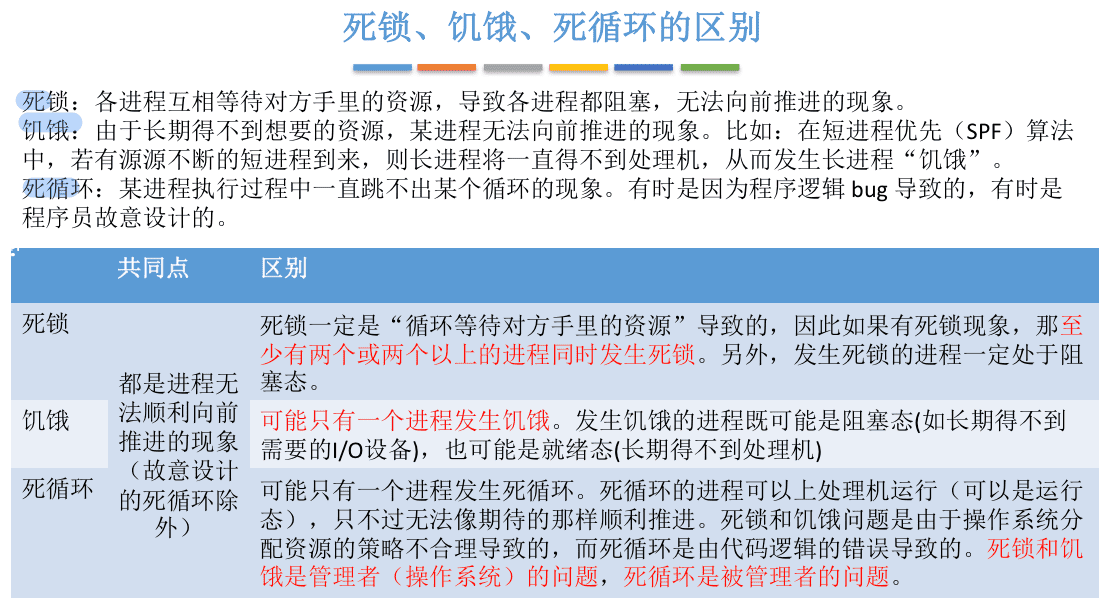 死锁、饥饿、死循环的区别
死锁：各进程互相等待对方手里的资源，导致各进程都阻塞，无法向前推进的现象。
饥饿：由于长期得不到想要的资源，某进程无法向前推进的现象。比如：在短进程优先（SPF）算法
中，若有源源不断的短进程到来，则长进程将一直得不到处理机，从而发生长进程“饥饿”。
死循环：某进程执行过程中一直跳不出某个循环的现象。有时是因为程序逻辑 bug 导致的，有时是
程序员故意设计的。
共同点 区别
死锁
都是进程无
法顺利向前
推进的现象
（故意设计
的死循环除
外）
死锁一定是“循环等待对方手里的资源”导致的，因此如果有死锁现象，那至
少有两个或两个以上的进程同时发生死锁。另外，发生死锁的进程一定处于阻
塞态。
饥饿
可能只有一个进程发生饥饿。发生饥饿的进程既可能是阻塞态(如长期得不到
需要的I/O设备)，也可能是就绪态(长期得不到处理机)
死循环
可能只有一个进程发生死循环。死循环的进程可以上处理机运行（可以是运行
态），只不过无法像期待的那样顺利推进。死锁和饥饿问题是由于操作系统分
配资源的策略不合理导致的，而死循环是由代码逻辑的错误导致的。死锁和饥
饿是管理者（操作系统）的问题，死循环是被管理者的问题。